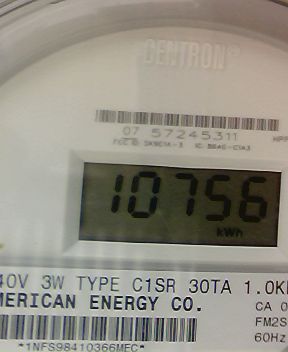 CENTRON®
07 57245311
10756
kWh
40V 3W TYPE C1SR 30TA 1.0K
MERICAN ENERGY CO.
CA 0
FM2S
60Hz
*1NFS98410366MEC*